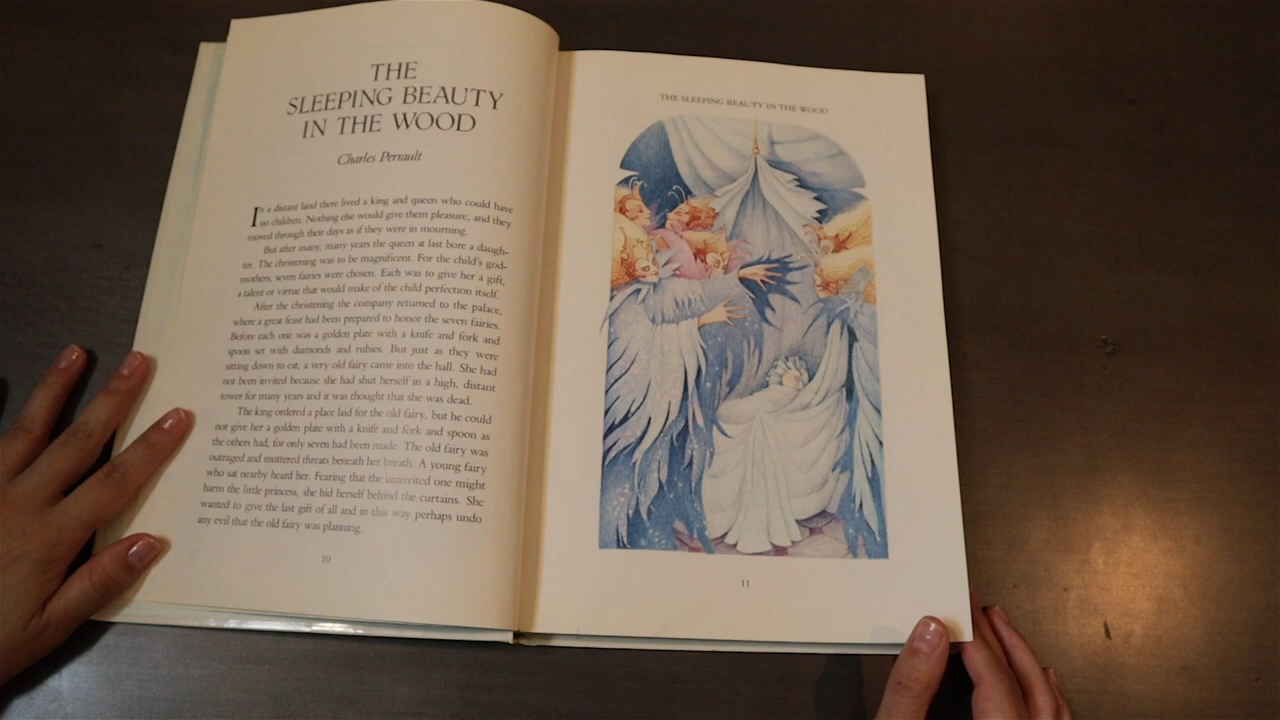 THE
SLEEPING BEAUTY
IN THE WOOD
Charles Perrault
In a distant land there lived a king and queen who could have
no children. Nothing else would give them pleasure, and they
moved through their days as if they were in mourning.
But after many, many years the queen at last bore a daugh-
ter. The christening was to be magnificent. For the child's god-
mothers, seven fairies were chosen. Each was to give her a gift,
a talent or virtue that would make of the child perfection itself.
After the christening the company returned to the palace,
where a great feast had been prepared to honor the seven fairies.
Before each one was a golden plate with a knife and fork and
spoon set with diamonds and rubies. But just as they were
sitting down to eat, a very old fairy came into the hall. She had
not been invited because she had shut herself in a high, distant
tower for many years and it was thought that she was dead.
The king ordered a place laid for the old fairy, but he could
not give her a golden plate with a knife and fork and spoon as
the others had, for only seven had been made. The old fairy was
outraged and muttered threats beneath her breath. A young fairy
who sat nearby heard her. Fearing that the uninvited one might
harm the little princess, she hid herself behind the curtains. She
wanted to give the last gift of all and in this way perhaps undo
any evil that the old fairy was planning.
10
THE SLEEPING BEAUTY IN THE WOOD
11